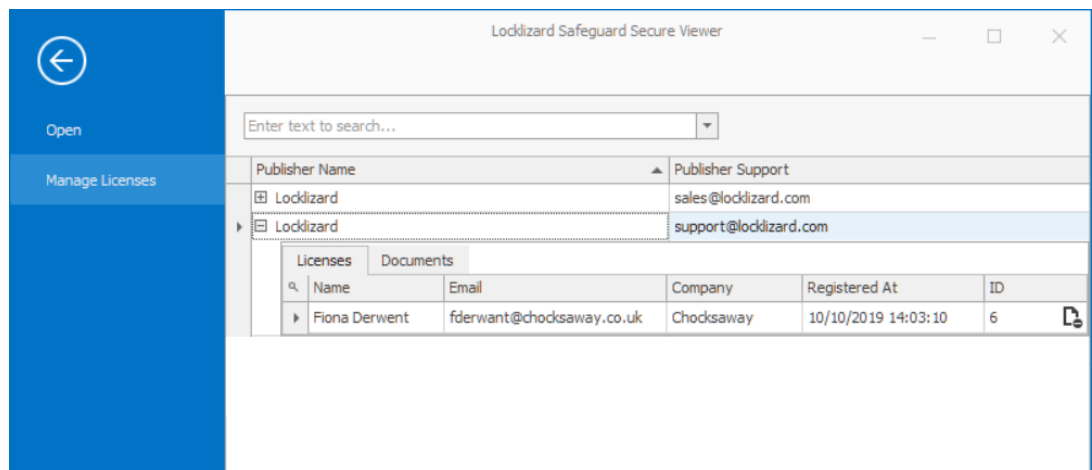 Locklizard Safeguard Secure Viewer
Open
Manage Licenses
Enter text to search...
Publisher Name Publisher Support
Locklizard sales@locklizard.com
Locklizard support@locklizard.com
Licenses Documents
Name Email Company Registered At ID
Fiona Derwent fderwant@chocksaway.co.uk Chocksaway 10/10/2019 14:03:10 6